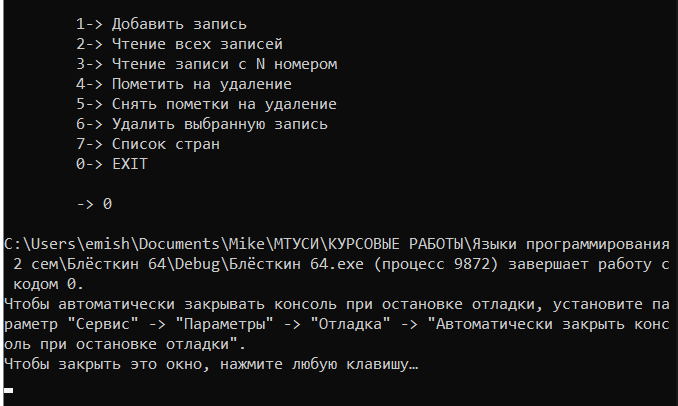 1-> Добавить запись
2-> Чтение всех записей
3-> Чтение записи с N номером
4-> Пометить на удаление
5-> Снять пометки на удаление
6-> Удалить выбранную запись
7-> Список стран
0-> EXIT
-> 0
C:\Users\emish\Documents\Mike\МТУСИ\КУРСОВЫЕ РАБОТЫ\Языки программирования
2 сем\Блёсткин 64\Debug\Блёсткин 64.exe (процесс 9872) завершает работу с
кодом 0.
Чтобы автоматически закрывать консоль при остановке отладки, установите па
раметр "Сервис" -> "Параметры" -> "Отладка" -> "Автоматически закрыть конс
оль при остановке отладки".
Чтобы закрыть это окно, нажмите любую клавишу…